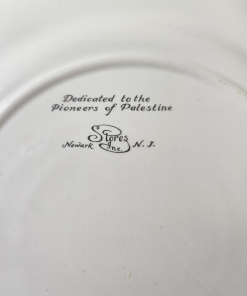 Dedicated to the
Pioneers of Palestine
Stores
Inc.
Newark N. J.